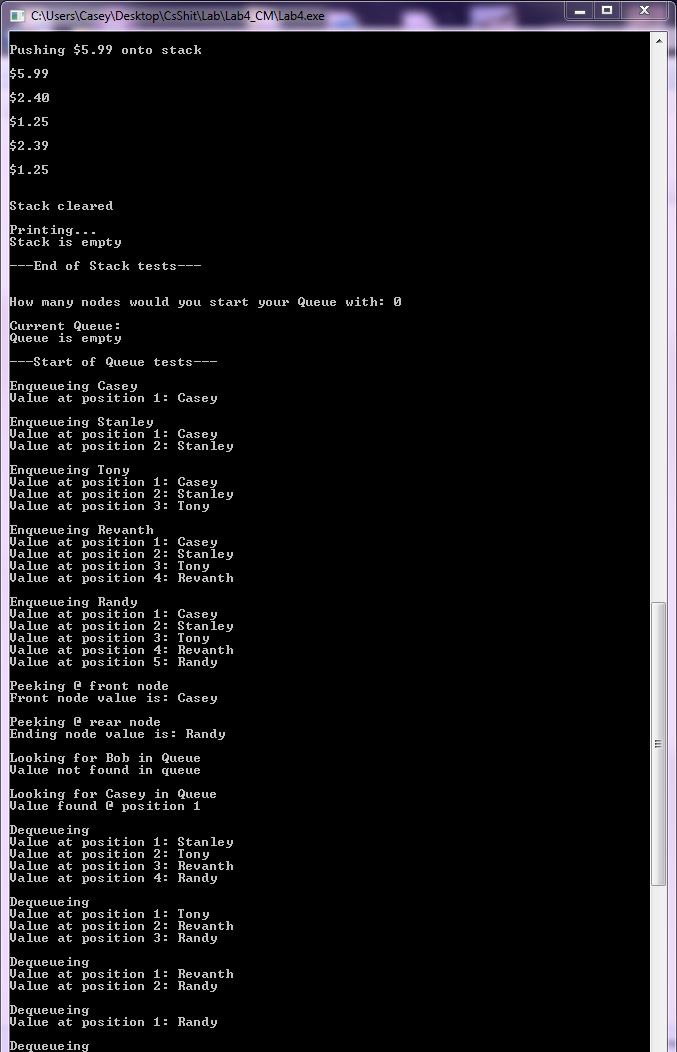 C:\Users\Casey\Desktop\CsShit\Lab\Lab4_CM\Lab4.exe
Pushing $5.99 onto stack
$5.99
$2.40
$1.25
$2.39
$1.25
Stack cleared
Printing...
Stack is empty
---End of Stack tests---
How many nodes would you start your Queue with: 0
Current Queue:
Queue is empty
---Start of Queue tests---
Enqueueing Casey
Value at position 1: Casey
Enqueueing Stanley
Value at position 1: Casey
Value at position 2: Stanley
Enqueueing Tony
Value at position 1: Casey
Value at position 2: Stanley
Value at position 3: Tony
Enqueueing Revanth
Value at position 1: Casey
Value at position 2: Stanley
Value at position 3: Tony
Value at position 4: Revanth
Enqueueing Randy
Value at position 1: Casey
Value at position 2: Stanley
Value at position 3: Tony
Value at position 4: Revanth
Value at position 5: Randy
Peeking @ front node
Front node value is: Casey
Peeking @ rear node
Ending node value is: Randy
Looking for Bob in Queue
Value not found in queue
Looking for Casey in Queue
Value found @ position 1
Dequeueing
Value at position 1: Stanley
Value at position 2: Tony
Value at position 3: Revanth
Value at position 4: Randy
Dequeueing
Value at position 1: Tony
Value at position 2: Revanth
Value at position 3: Randy
Dequeueing
Value at position 1: Revanth
Value at position 2: Randy
Dequeueing
Value at position 1: Randy
Dequeueing